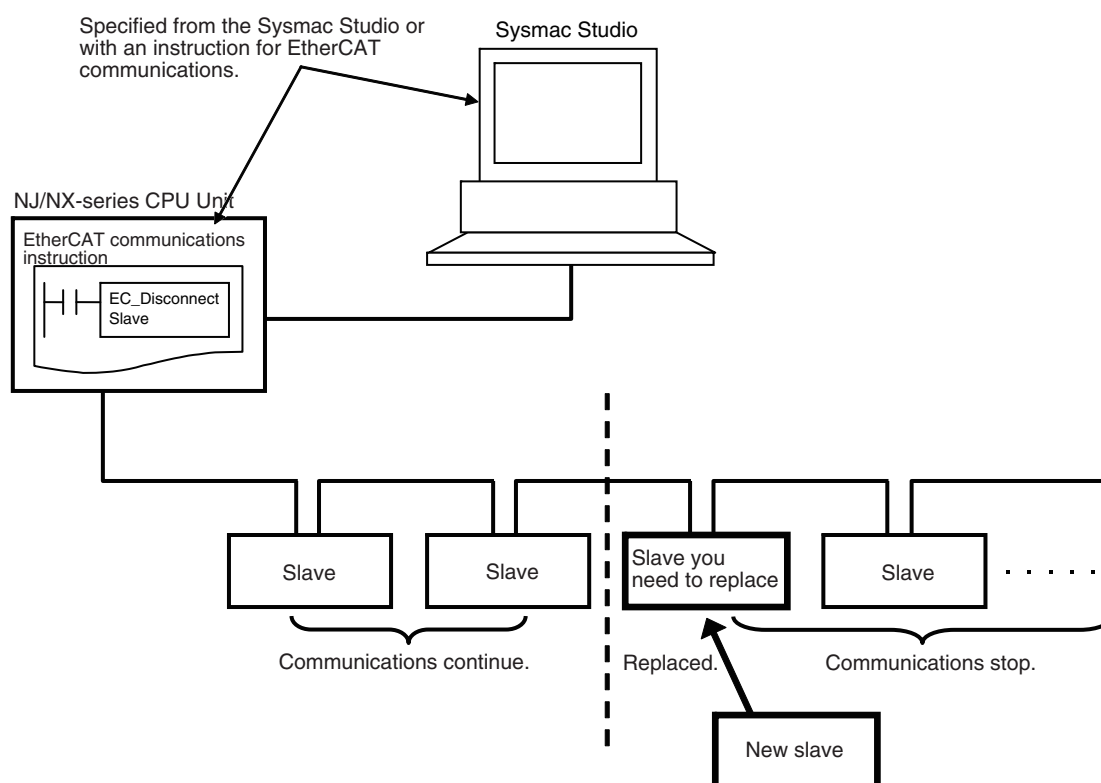 Specified from the Sysmac Studio or
with an instruction for EtherCAT
communications.
Sysmac Studio
NJ/NX-series CPU Unit
EtherCAT communications
instruction
EC_Disconnect
Slave
Slave
Slave
Slave you
need to replace
Slave
Communications continue.
Replaced.
Communications stop.
New slave